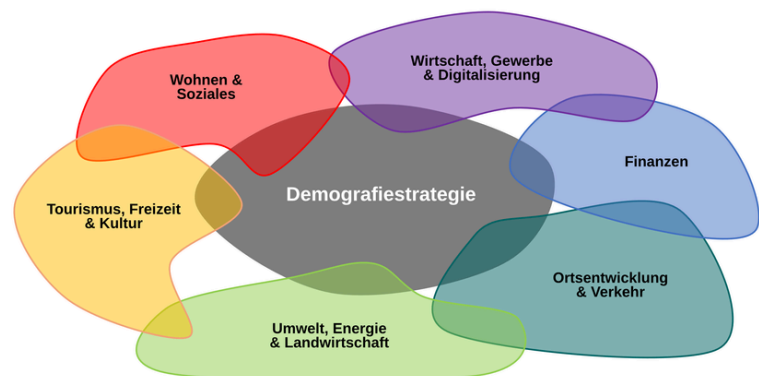 Wirtschaft, Gewerbe
& Digitalisierung
Wohnen &
Soziales
Finanzen
Demografiestrategie
Tourismus, Freizeit
& Kultur
Ortsentwicklung
& Verkehr
Umwelt, Energie
& Landwirtschaft